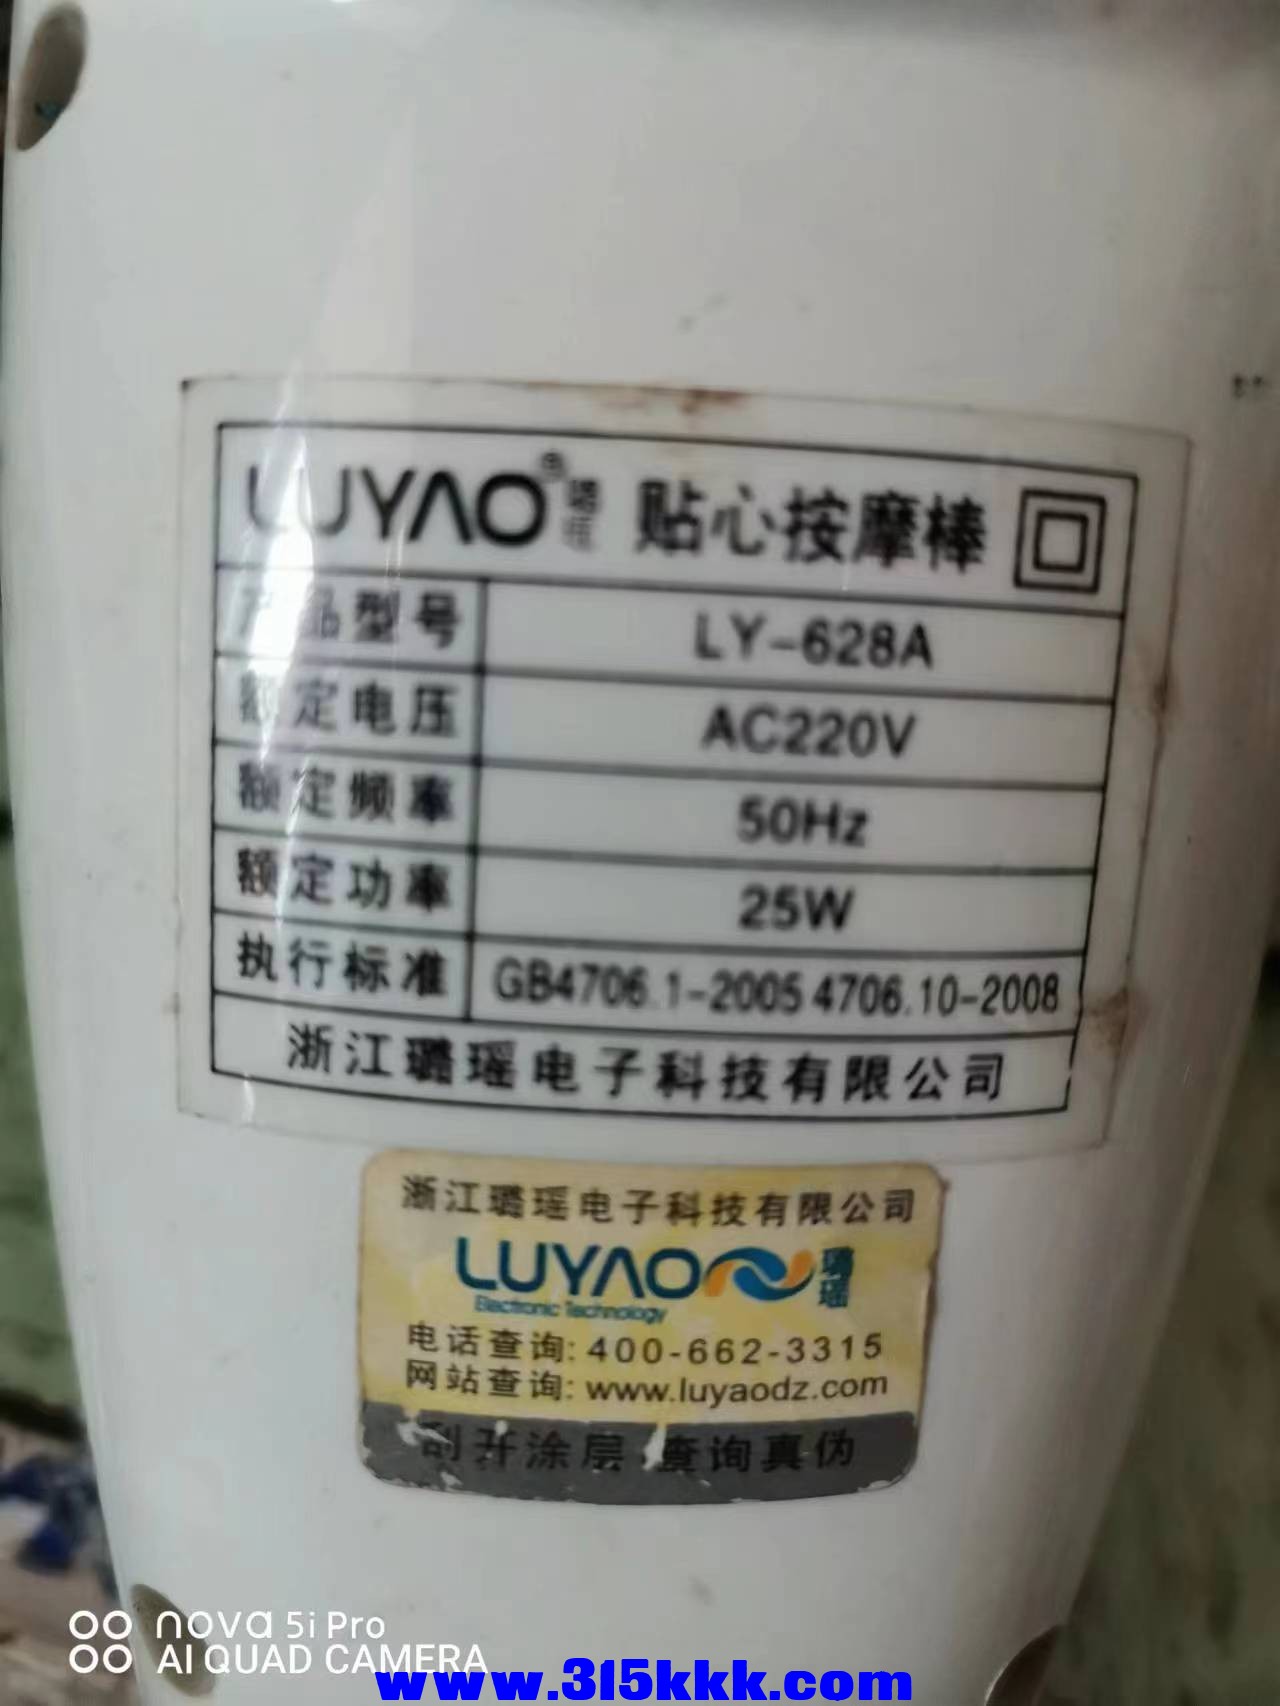 LUYAO® 璐瑶 贴心按摩棒
产品型号 LY-628A
额定电压 AC220V
额定频率 50Hz
额定功率 25W
执行标准 GB4706.1-2005 4706.10-2008
浙江璐瑶电子科技有限公司
浙江璐瑶电子科技有限公司
LUYAO 璐瑶
Electronic Technology
电话查询: 400-662-3315
网站查询: www.luyaodz.com
刮开涂层 查询真伪
nova 5i Pro
AI QUAD CAMERA
www.315kkk.com